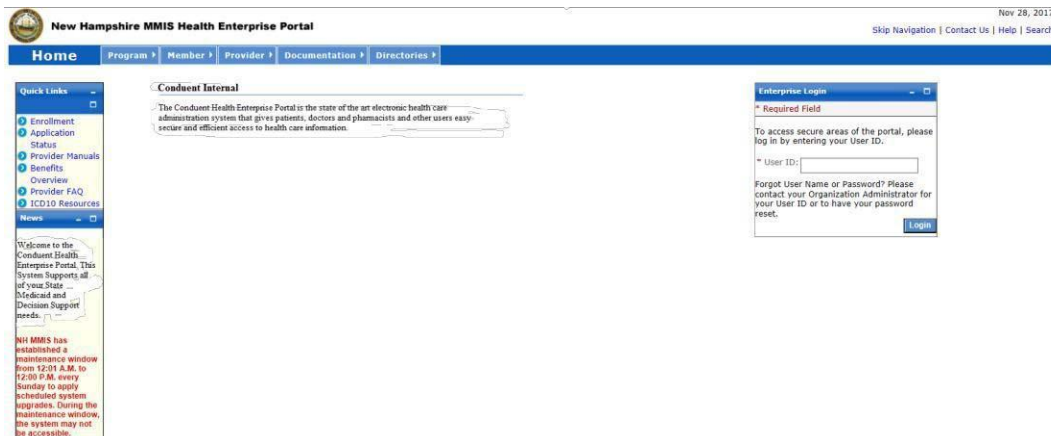 Nov 28, 2017
New Hampshire MMIS Health Enterprise Portal
Skip Navigation | Contact Us | Help | Search
Home
Program
Member
Provider
Documentation
Directories
Quick Links
Enrollment
Application
Status
Provider Manuals
Benefits
Overview
Provider FAQ
ICD10 Resources
News
Welcome to the
Conduent Health
Enterprise Portal. This
System Supports all
of your State
Medicaid and
Decision Support
needs.
NH MMIS has
established a
maintenance window
from 12:01 A.M. to
12:00 P.M. every
Sunday to apply
scheduled system
upgrades. During the
maintenance window,
the system may not
be accessible.
Conduent Internal
The Conduent Health Enterprise Portal is the state of the art electronic health care
administration system that gives patients, doctors and pharmacists and other users easy
secure and efficient access to health care information.
Enterprise Login
* Required Field
To access secure areas of the portal, please
log in by entering your User ID.
* User ID:
Forgot User Name or Password? Please
contact your Organization Administrator for
your User ID or to have your password
reset.
Login